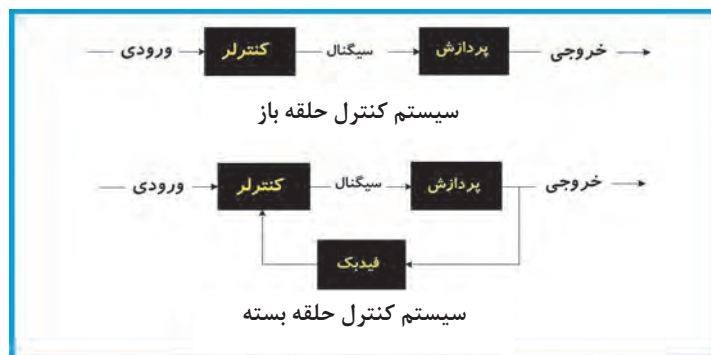 ورودی کنترلر سیگنال پردازش خروجی
سیستم کنترل حلقه باز
ورودی کنترلر سیگنال پردازش خروجی
فیدبک
سیستم کنترل حلقه بسته